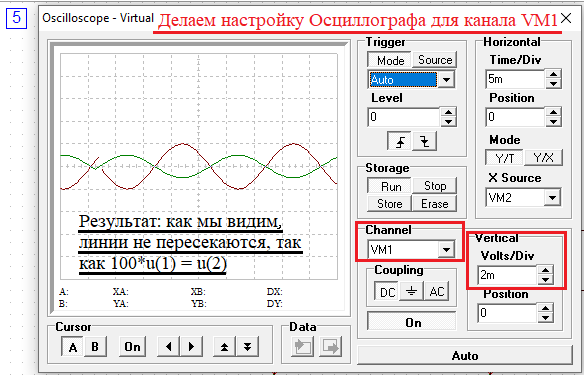 5
Oscilloscope - Virtual Делаем настройку Осциллографа для канала VM1
Trigger
Mode Source
Auto
Level
0
Horizontal
Time/Div
5m
Position
0
Mode
Y/T Y/X
X Source
VM2
Storage
Run Stop
Store Erase
Channel
VM1
Coupling
DC AC
On
Vertical
Volts/Div
2m
Position
0
Auto
Результат: как мы видим,
линии не пересекаются, так
как 100*u(1) = u(2)
A: XA: XB: DX:
B: YA: YB: DY:
Cursor
A B On
Data